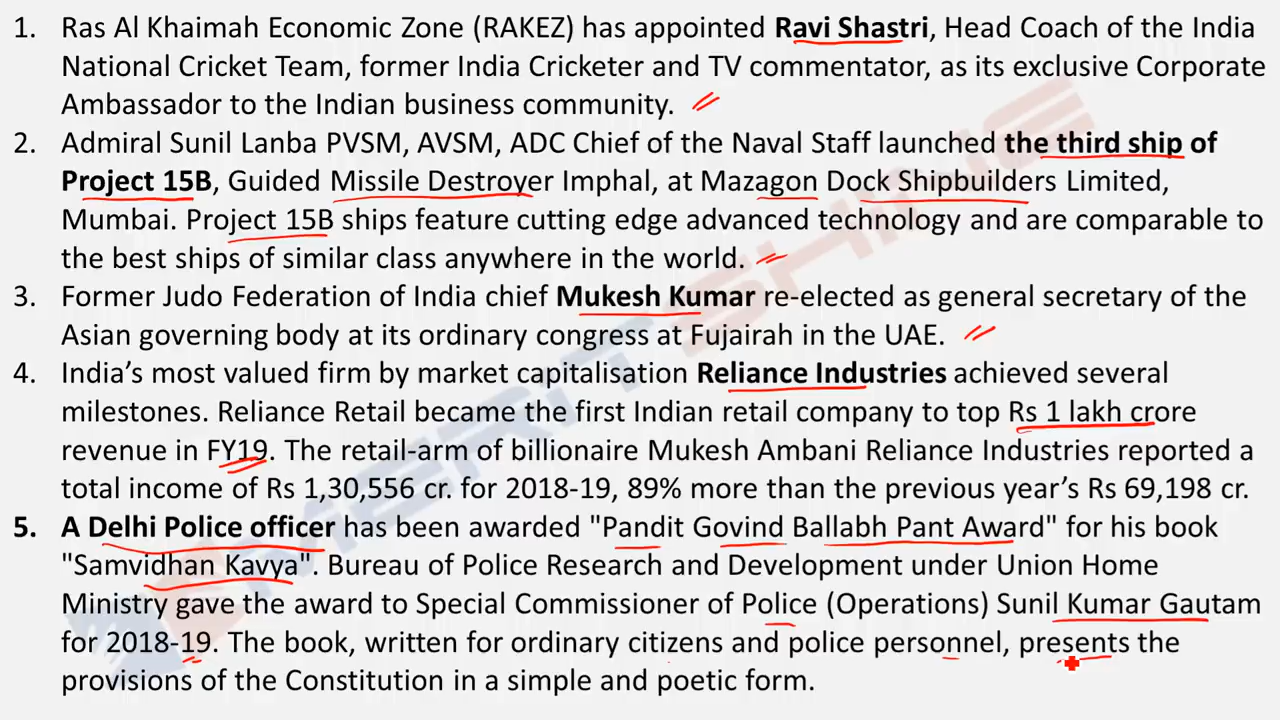 1. Ras Al Khaimah Economic Zone (RAKEZ) has appointed Ravi Shastri, Head Coach of the India
National Cricket Team, former India Cricketer and TV commentator, as its exclusive Corporate
Ambassador to the Indian business community.
2. Admiral Sunil Lanba PVSM, AVSM, ADC Chief of the Naval Staff launched the third ship of
Project 15B, Guided Missile Destroyer Imphal, at Mazagon Dock Shipbuilders Limited,
Mumbai. Project 15B ships feature cutting edge advanced technology and are comparable to
the best ships of similar class anywhere in the world.
3. Former Judo Federation of India chief Mukesh Kumar re-elected as general secretary of the
Asian governing body at its ordinary congress at Fujairah in the UAE.
4. India’s most valued firm by market capitalisation Reliance Industries achieved several
milestones. Reliance Retail became the first Indian retail company to top Rs 1 lakh crore
revenue in FY19. The retail-arm of billionaire Mukesh Ambani Reliance Industries reported a
total income of Rs 1,30,556 cr. for 2018-19, 89% more than the previous year’s Rs 69,198 cr.
5. A Delhi Police officer has been awarded "Pandit Govind Ballabh Pant Award" for his book
"Samvidhan Kavya". Bureau of Police Research and Development under Union Home
Ministry gave the award to Special Commissioner of Police (Operations) Sunil Kumar Gautam
for 2018-19. The book, written for ordinary citizens and police personnel, presents the
provisions of the Constitution in a simple and poetic form.
MERIT SHINE